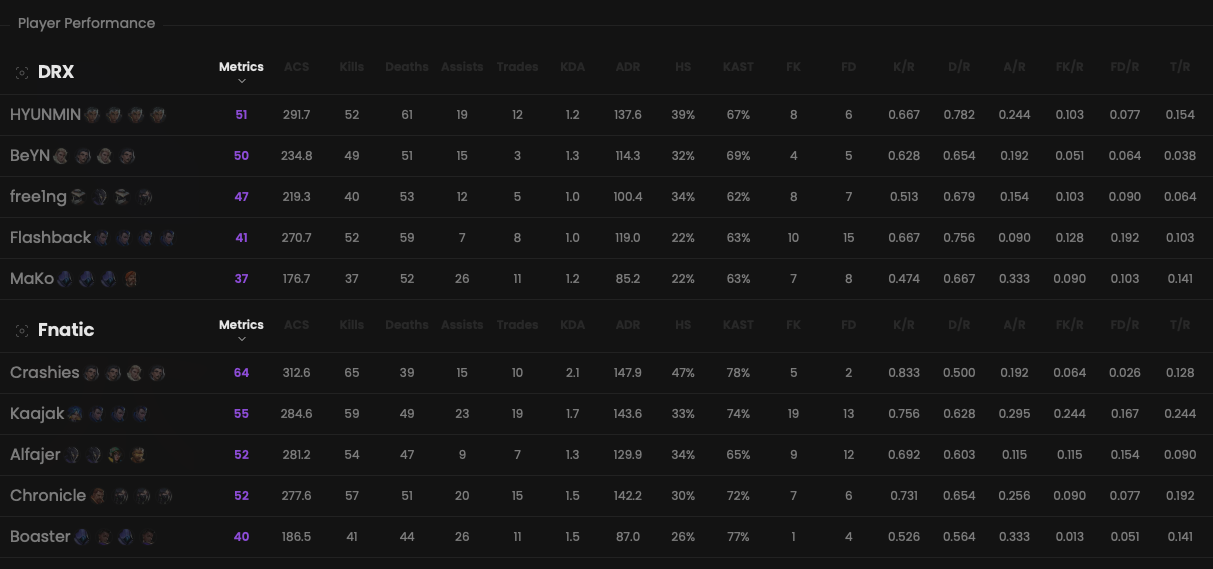 Player Performance
DRX Metrics ACS Kills Deaths Assists Trades KDA ADR HS KAST FK FD K/R D/R A/R FK/R FD/R T/R
HYUNMIN 51 291.7 52 61 19 12 1.2 137.6 39% 67% 8 6 0.667 0.782 0.244 0.103 0.077 0.154
BeYN 50 234.8 49 51 15 3 1.3 114.3 32% 69% 4 5 0.628 0.654 0.192 0.051 0.064 0.038
free1ng 47 219.3 40 53 12 5 1.0 100.4 34% 62% 8 7 0.513 0.679 0.154 0.103 0.090 0.064
Flashback 41 270.7 52 59 7 8 1.0 119.0 22% 63% 10 15 0.667 0.756 0.090 0.128 0.192 0.103
MaKo 37 176.7 37 52 26 11 1.2 85.2 22% 63% 7 8 0.474 0.667 0.333 0.090 0.103 0.141
Fnatic Metrics ACS Kills Deaths Assists Trades KDA ADR HS KAST FK FD K/R D/R A/R FK/R FD/R T/R
Crashies 64 312.6 65 39 15 10 2.1 147.9 47% 78% 5 2 0.833 0.500 0.192 0.064 0.026 0.128
Kaajak 55 284.6 59 49 23 19 1.7 143.6 33% 74% 19 13 0.756 0.628 0.295 0.244 0.167 0.244
Alfajer 52 281.2 54 47 9 7 1.3 129.9 34% 65% 9 12 0.692 0.603 0.115 0.115 0.154 0.090
Chronicle 52 277.6 57 51 20 15 1.5 142.2 30% 72% 7 6 0.731 0.654 0.256 0.090 0.077 0.192
Boaster 40 186.5 41 44 26 11 1.5 87.0 26% 77% 1 4 0.526 0.564 0.333 0.013 0.051 0.141